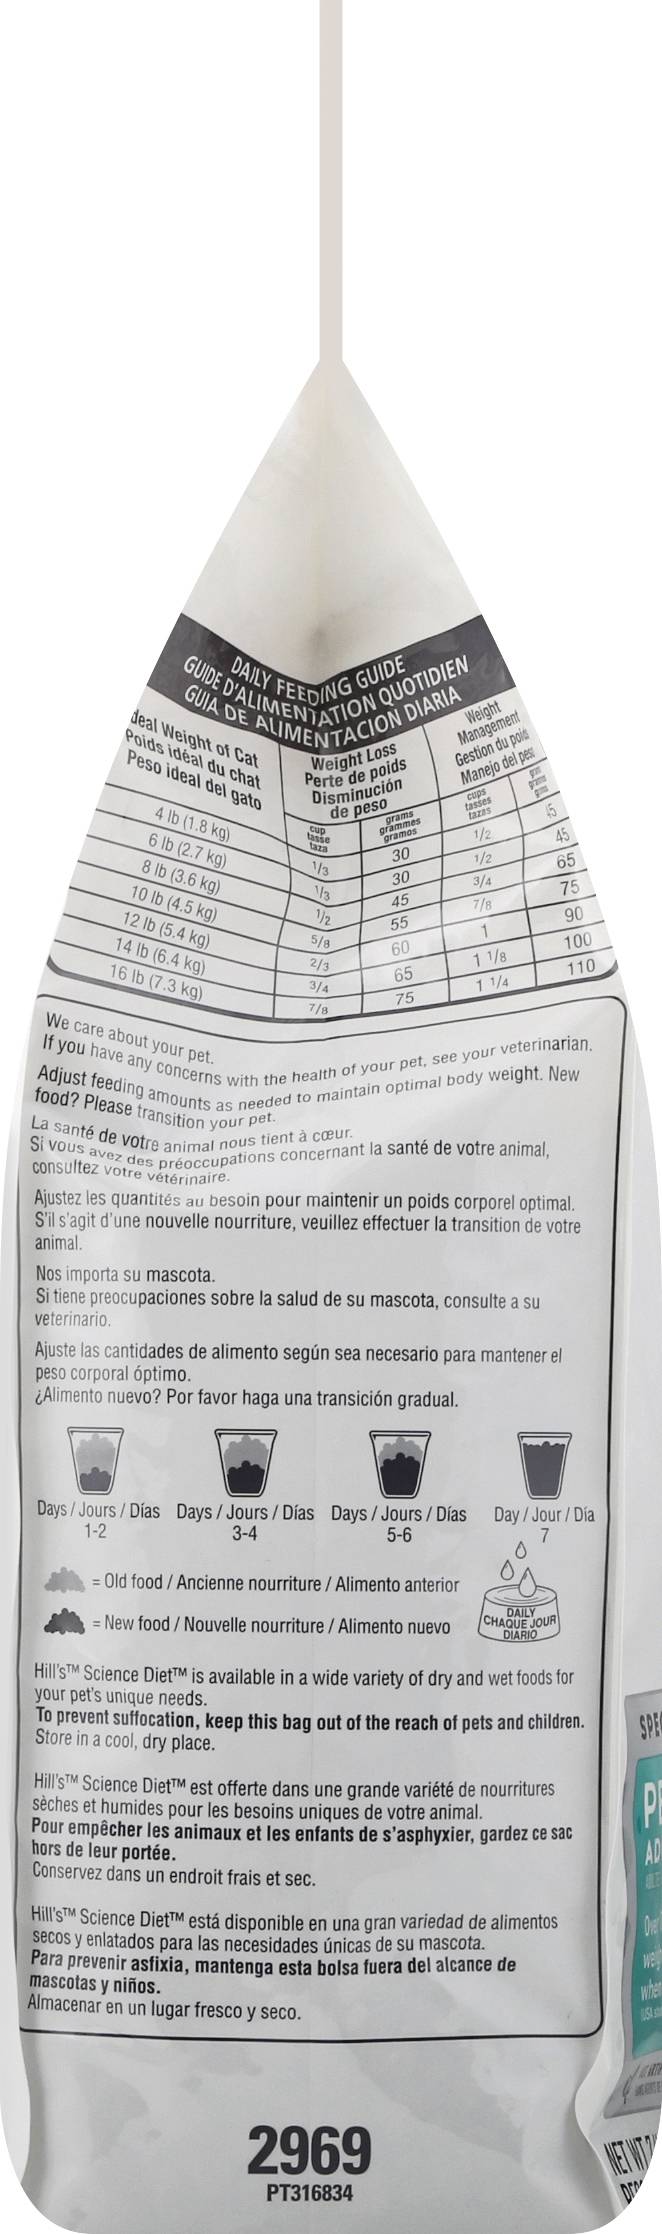 DAILY FEEDING GUIDE
GUIDE D'ALIMENTATION QUOTIDIEN
GUIA DE ALIMENTACION DIARIA
deal Weight of Cat
Poids idéal du chat
Peso ideal del gato
Weight Loss
Perte de poids
Disminución
de peso
Weight
Management
Gestion du poids
Manejo del peso
cup
tasse
taza
grams
grammes
gramos
cups
tasses
tazas
4 lb (1.8 kg) 1/3 30 1/2 45
6 lb (2.7 kg) 1/3 30 1/2 45
8 lb (3.6 kg) 1/2 45 3/4 65
10 lb (4.5 kg) 5/8 55 7/8 75
12 lb (5.4 kg) 2/3 60 1 90
14 lb (6.4 kg) 3/4 65 1 1/8 100
16 lb (7.3 kg) 7/8 75 1 1/4 110
We care about your pet.
If you have any concerns with the health of your pet, see your veterinarian.
Adjust feeding amounts as needed to maintain optimal body weight. New
food? Please transition your pet.
La santé de votre animal nous tient à cœur.
Si vous avez des préoccupations concernant la santé de votre animal,
consultez votre vétérinaire.
Ajustez les quantités au besoin pour maintenir un poids corporel optimal.
S'il s'agit d'une nouvelle nourriture, veuillez effectuer la transition de votre
animal.
Nos importa su mascota.
Si tiene preocupaciones sobre la salud de su mascota, consulte a su
veterinario.
Ajuste las cantidades de alimento según sea necesario para mantener el
peso corporal óptimo.
¿Alimento nuevo? Por favor haga una transición gradual.
Days / Jours / Días Days / Jours / Días Days / Jours / Días Day / Jour / Día
1-2 3-4 5-6 7
= Old food / Ancienne nourriture / Alimento anterior
= New food / Nouvelle nourriture / Alimento nuevo
DAILY
CHAQUE JOUR
DIARIO
Hill's™ Science Diet™ is available in a wide variety of dry and wet foods for
your pet's unique needs.
To prevent suffocation, keep this bag out of the reach of pets and children.
Store in a cool, dry place.
Hill's™ Science Diet™ est offerte dans une grande variété de nourritures
sèches et humides pour les besoins uniques de votre animal.
Pour empêcher les animaux et les enfants de s'asphyxier, gardez ce sac
hors de leur portée.
Conservez dans un endroit frais et sec.
Hill's™ Science Diet™ está disponible en una gran variedad de alimentos
secos y enlatados para las necesidades únicas de su mascota.
Para prevenir asfixia, mantenga esta bolsa fuera del alcance de
mascotas y niños.
Almacenar en un lugar fresco y seco.
2969
PT316834
SPE
AD
NET WT